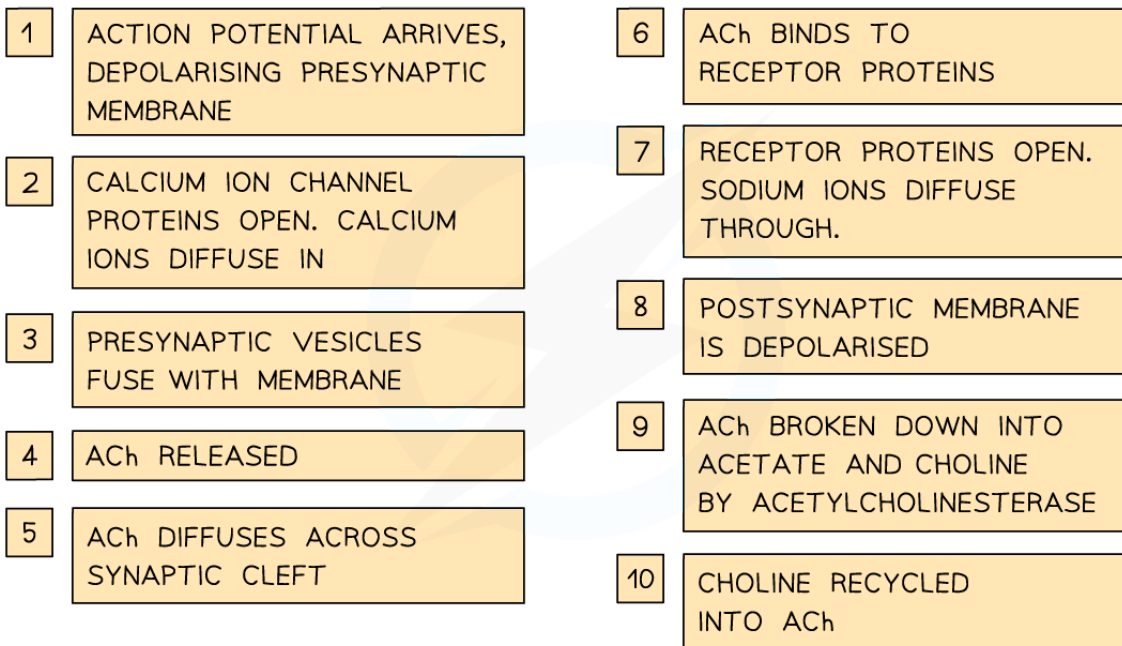 1
ACTION POTENTIAL ARRIVES,
DEPOLARISING PRESYNAPTIC
MEMBRANE
2
CALCIUM ION CHANNEL
PROTEINS OPEN. CALCIUM
IONS DIFFUSE IN
3
PRESYNAPTIC VESICLES
FUSE WITH MEMBRANE
4
ACh RELEASED
5
ACh DIFFUSES ACROSS
SYNAPTIC CLEFT
6
ACh BINDS TO
RECEPTOR PROTEINS
7
RECEPTOR PROTEINS OPEN.
SODIUM IONS DIFFUSE
THROUGH.
8
POSTSYNAPTIC MEMBRANE
IS DEPOLARISED
9
ACh BROKEN DOWN INTO
ACETATE AND CHOLINE
BY ACETYLCHOLINESTERASE
10
CHOLINE RECYCLED
INTO ACh